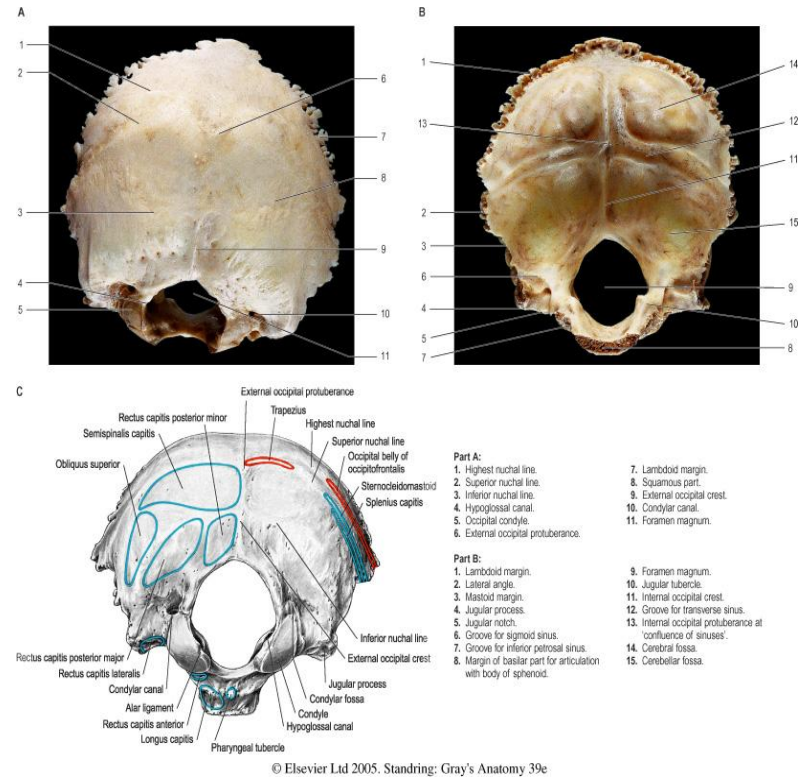 A
1
2
3
4
5
6
7
8
9
10
11
B
1
13
2
3
6
4
5
7
14
12
11
15
9
10
8
C
External occipital protuberance
Trapezius
Rectus capitis posterior minor
Highest nuchal line
Semispinalis capitis
Superior nuchal line
Occipital belly of
occipitofrontalis
Obliquus superior
Sternocleidomastoid
Splenius capitis
Inferior nuchal line
Rectus capitis posterior major
External occipital crest
Rectus capitis lateralis
Jugular process
Condylar canal
Condylar fossa
Alar ligament
Condyle
Rectus capitis anterior
Hypoglossal canal
Longus capitis
Pharyngeal tubercle
Part A:
1. Highest nuchal line.
2. Superior nuchal line.
3. Inferior nuchal line.
4. Hypoglossal canal.
5. Occipital condyle.
6. External occipital protuberance.
7. Lambdoid margin.
8. Squamous part.
9. External occipital crest.
10. Condylar canal.
11. Foramen magnum.
Part B:
1. Lambdoid margin.
2. Lateral angle.
3. Mastoid margin.
4. Jugular process.
5. Jugular notch.
6. Groove for sigmoid sinus.
7. Groove for inferior petrosal sinus.
8. Margin of basilar part for articulation
with body of sphenoid.
9. Foramen magnum.
10. Jugular tubercle.
11. Internal occipital crest.
12. Groove for transverse sinus.
13. Internal occipital protuberance at
'confluence of sinuses'.
14. Cerebral fossa.
15. Cerebellar fossa.
© Elsevier Ltd 2005. Standring: Gray's Anatomy 39e